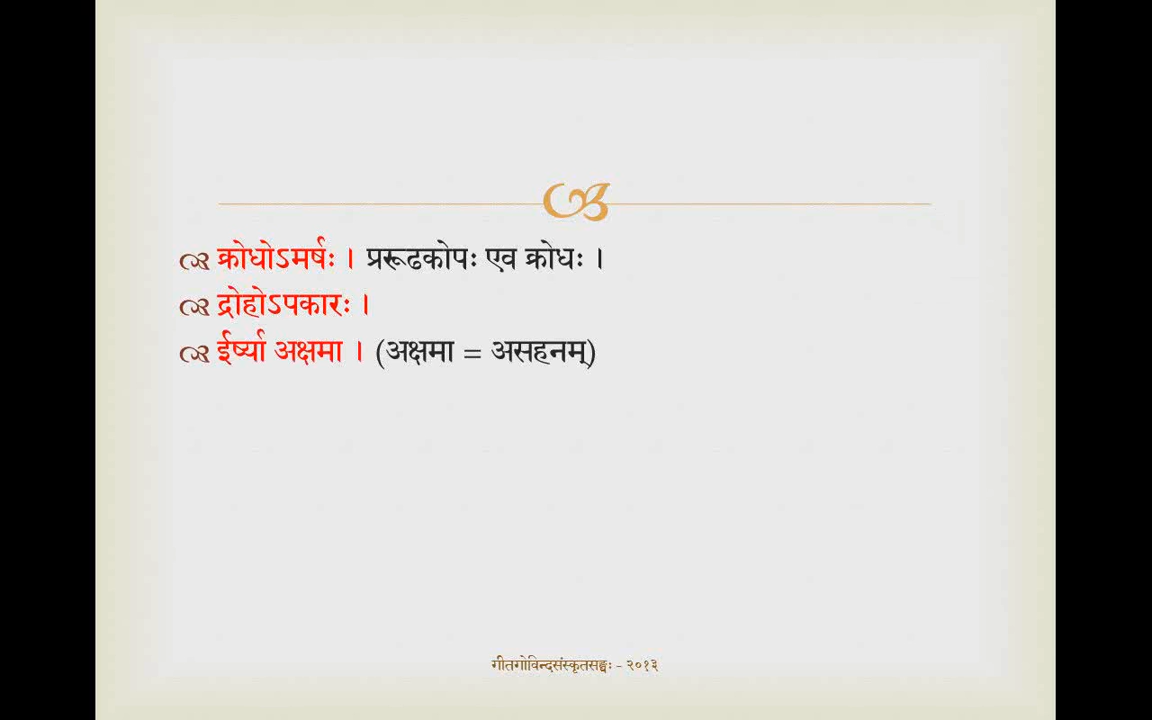 क्रोधोऽमर्षः । प्ररूढकोपः एव क्रोधः ।
द्रोहोऽपकारः ।
ईर्ष्या अक्षमा । (अक्षमा = असहनम्)
गीतगोविन्दसंस्कृतसङ्घः - २०१३